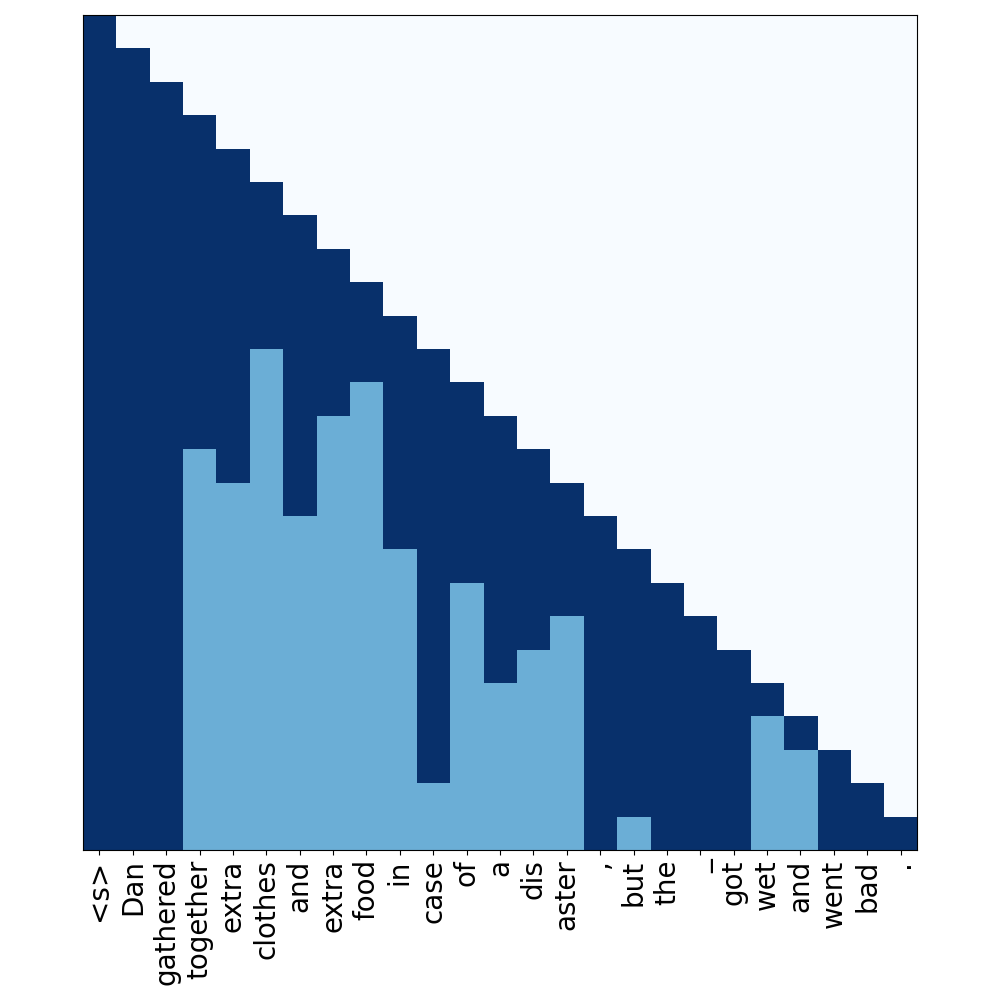 <s>
Dan
gathered
together
extra
clothes
and
extra
food
in
case
of
a
dis
aster
,
but
the
_
got
wet
and
went
bad
.